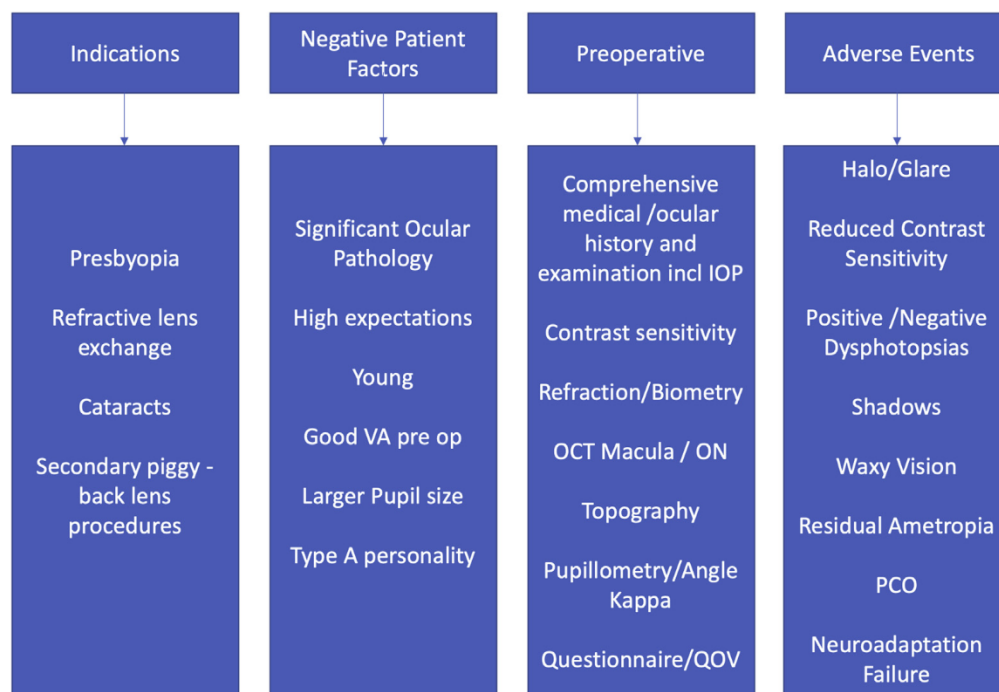 Indications
Presbyopia
Refractive lens
exchange
Cataracts
Secondary piggy -
back lens
procedures
Negative Patient
Factors
Significant Ocular
Pathology
High expectations
Young
Good VA pre op
Larger Pupil size
Type A personality
Preoperative
Comprehensive
medical /ocular
history and
examination incl IOP
Contrast sensitivity
Refraction/Biometry
OCT Macula / ON
Topography
Pupillometry/Angle
Kappa
Questionnaire/QOV
Adverse Events
Halo/Glare
Reduced Contrast
Sensitivity
Positive /Negative
Dysphotopsias
Shadows
Waxy Vision
Residual Ametropia
PCO
Neuroadaptation
Failure